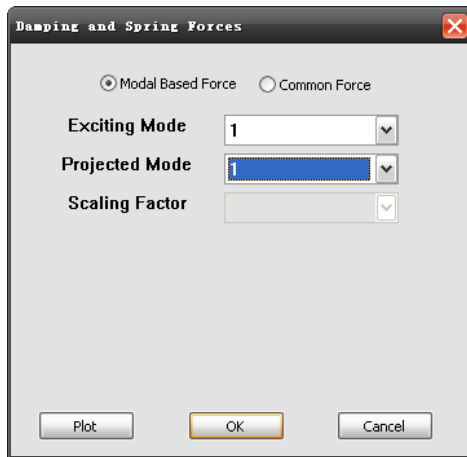 Damping and Spring Forces
Modal Based Force Common Force
Exciting Mode 1
Projected Mode 1
Scaling Factor
Plot OK Cancel